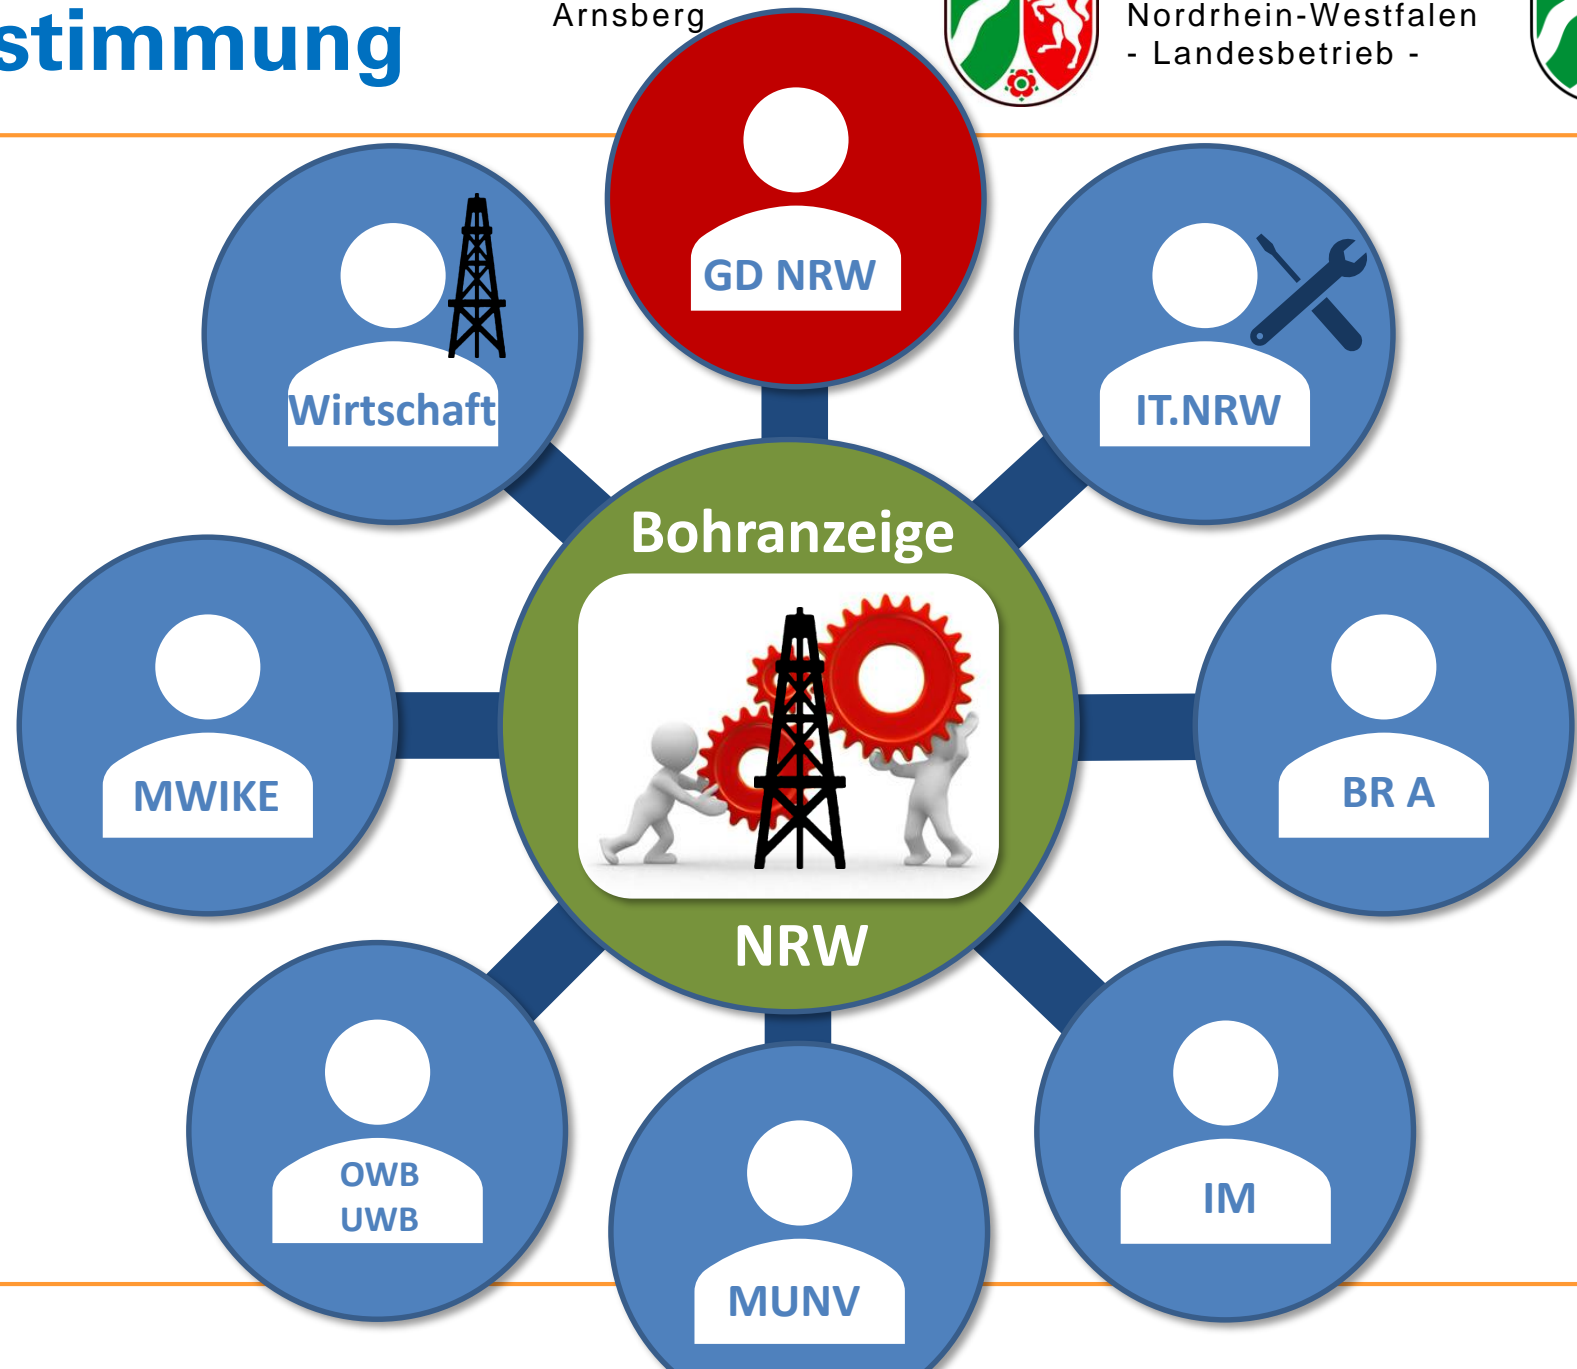 stimmung
Arnsberg
Nordrhein-Westfalen
- Landesbetrieb -
GD NRW
Wirtschaft
IT.NRW
Bohranzeige
MWIKE
BR A
NRW
OWB
UWB
IM
MUNV